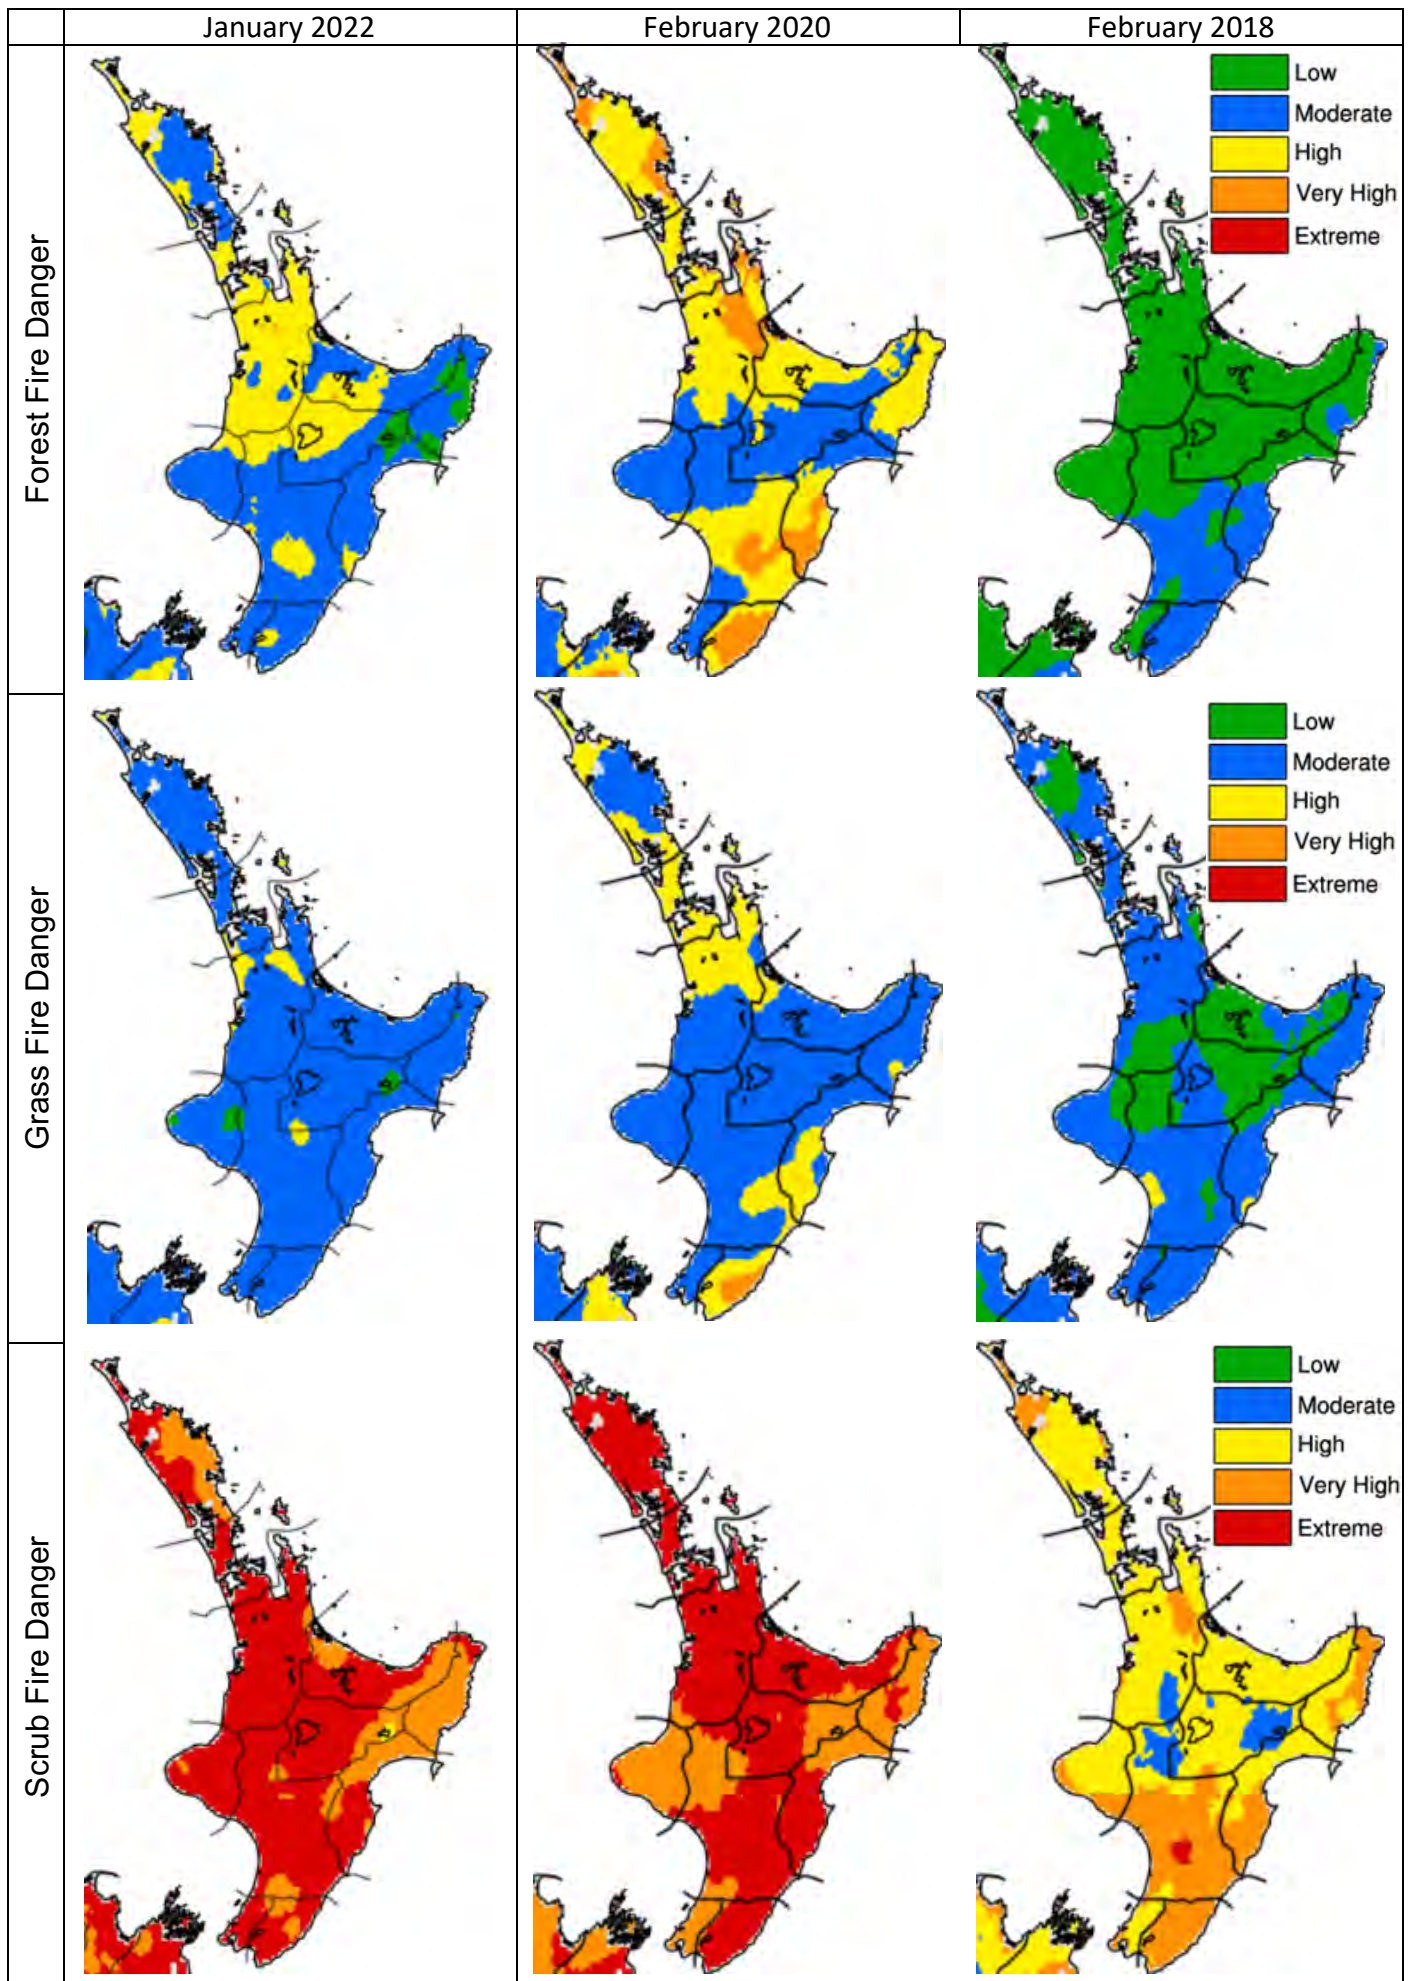 January 2022
February 2020
February 2018
Forest Fire Danger
Low
Moderate
High
Very High
Extreme
Grass Fire Danger
Low
Moderate
High
Very High
Extreme
Scrub Fire Danger
Low
Moderate
High
Very High
Extreme